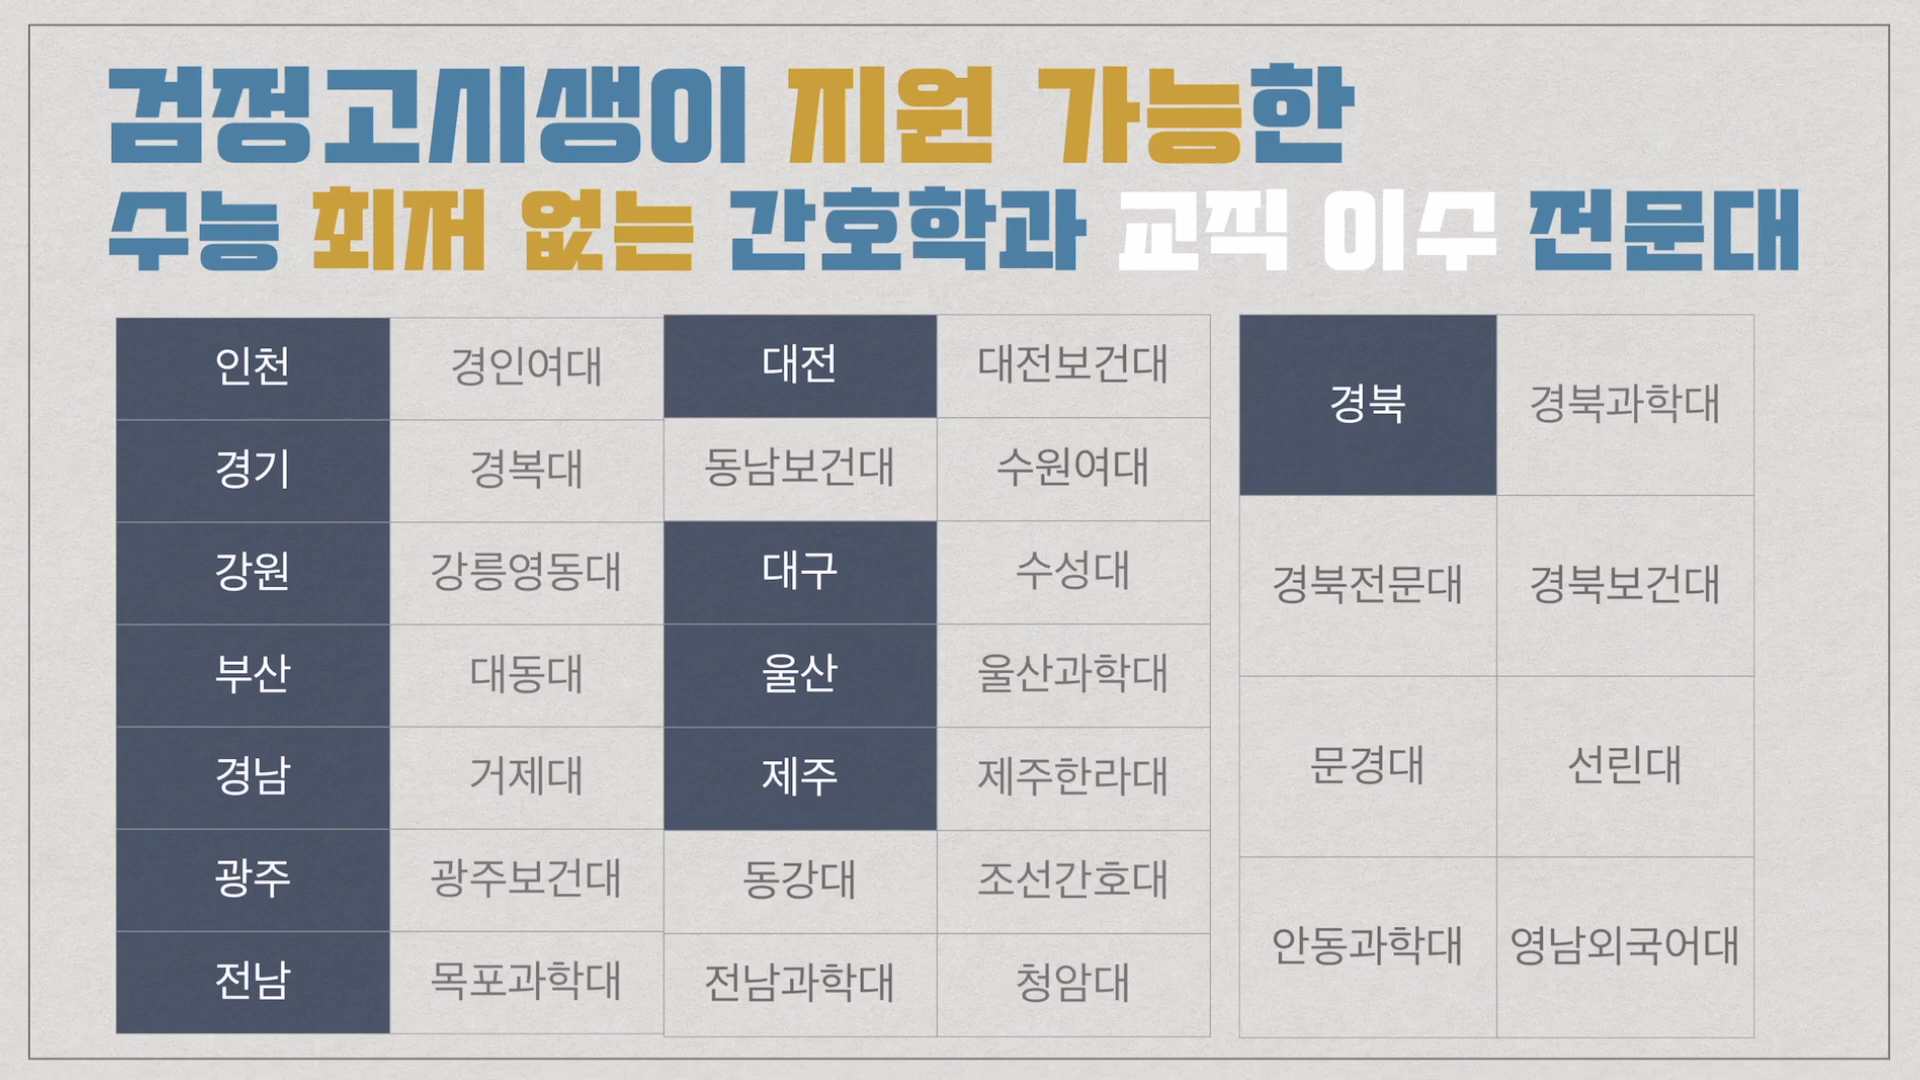 검정고시생이 지원 가능한
수능 최저 없는 간호학과 교직 이수 전문대
인천 경인여대 대전 대전보건대
경기 경복대 동남보건대 수원여대
강원 강릉영동대 대구 수성대
부산 대동대 울산 울산과학대
경남 거제대 제주 제주한라대
광주 광주보건대 동강대 조선간호대
전남 목포과학대 전남과학대 청암대
경북 경북과학대
경북전문대 경북보건대
문경대 선린대
안동과학대 영남외국어대